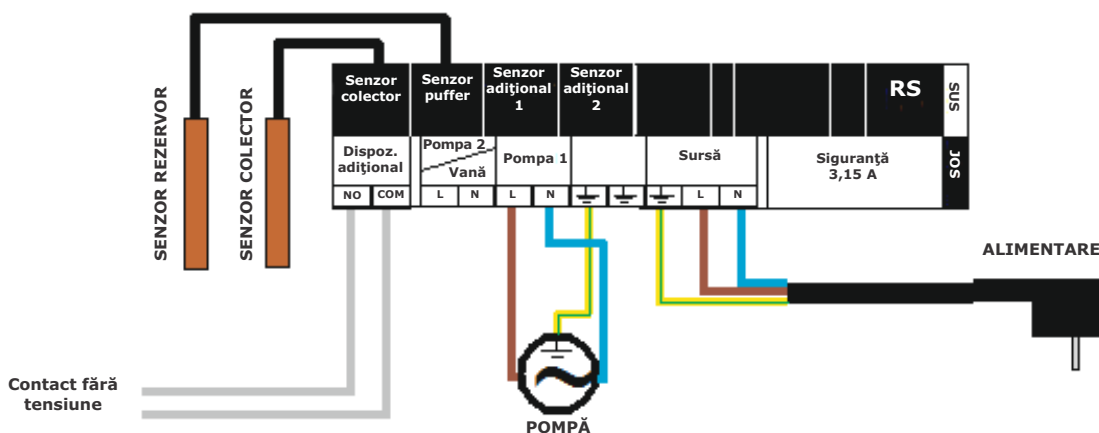 SENZOR REZERVOR
SENZOR COLECTOR
Senzor
colector
Senzor
puffer
Senzor
adiţional
1
Senzor
adiţional
2
RS
SUS
Dispoz.
adiţional
Pompa 2
Vană
Pompa 1
Sursă
Siguranţă
3,15 A
JOS
NO
COM
L
N
L
N
L
N
ALIMENTARE
Contact fără
tensiune
POMPĂ